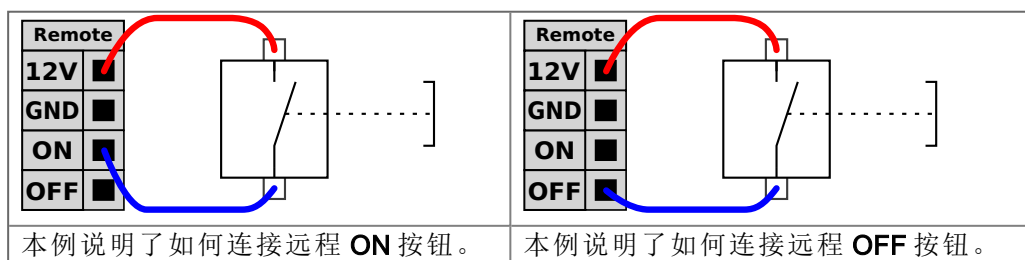 Remote
12V
GND
ON
OFF
本例说明了如何连接远程 ON 按钮。
Remote
12V
GND
ON
OFF
本例说明了如何连接远程 OFF 按钮。